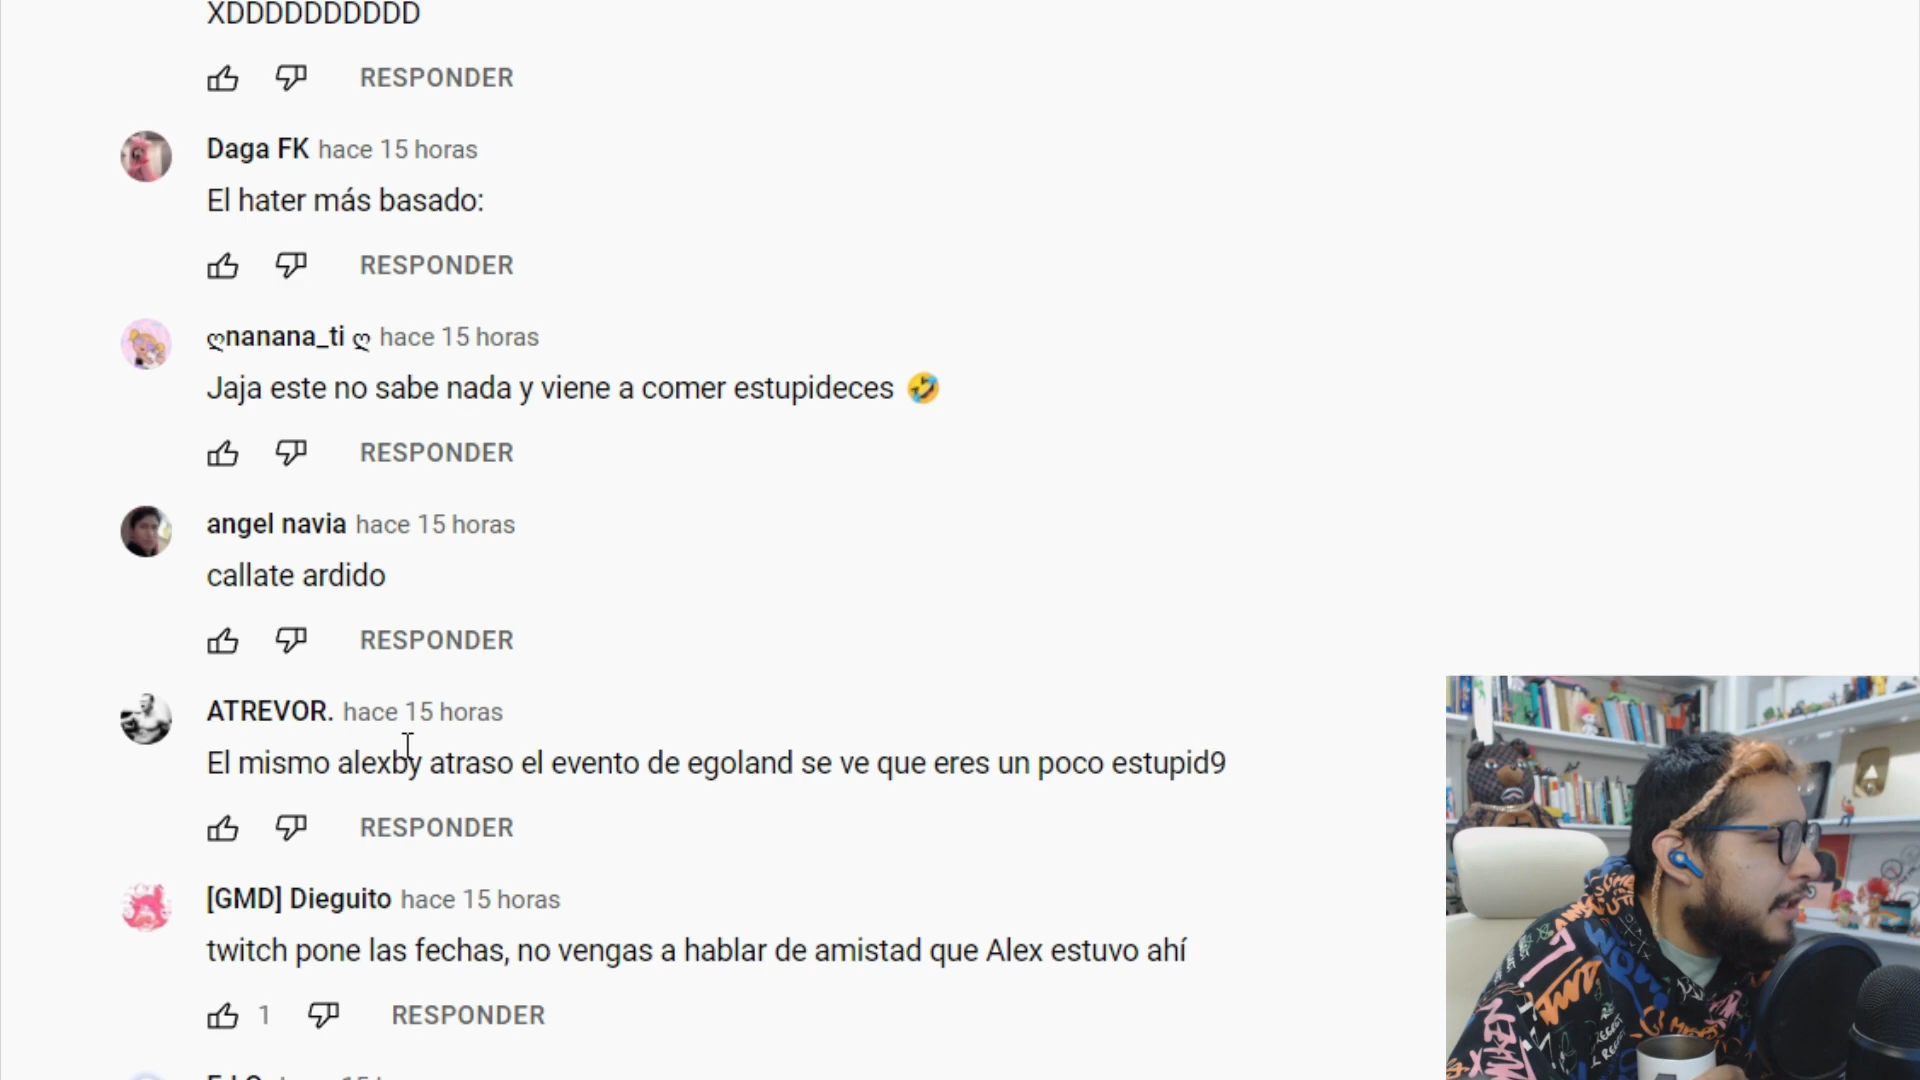 XDDDDDDDDDD
RESPONDER
Daga FK hace 15 horas
El hater más basado:
RESPONDER
ღnanana_ti ღ hace 15 horas
Jaja este no sabe nada y viene a comer estupideces 🤣
RESPONDER
angel navia hace 15 horas
callate ardido
RESPONDER
ATREVOR. hace 15 horas
El mismo alexby atraso el evento de egoland se ve que eres un poco estupid9
RESPONDER
[GMD] Dieguito hace 15 horas
twitch pone las fechas, no vengas a hablar de amistad que Alex estuvo ahí
1 RESPONDER